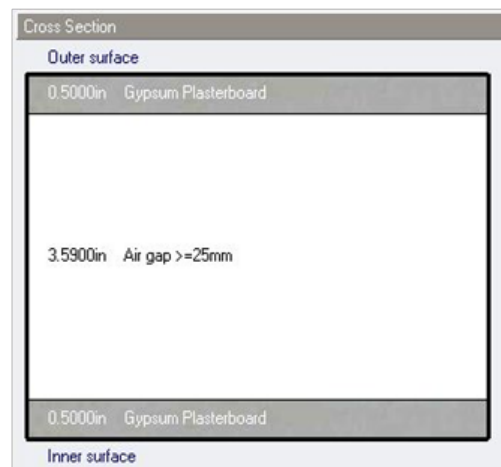 Cross Section
Outer surface
0.5000in Gypsum Plasterboard
3.5900in Air gap >=25mm
0.5000in Gypsum Plasterboard
Inner surface